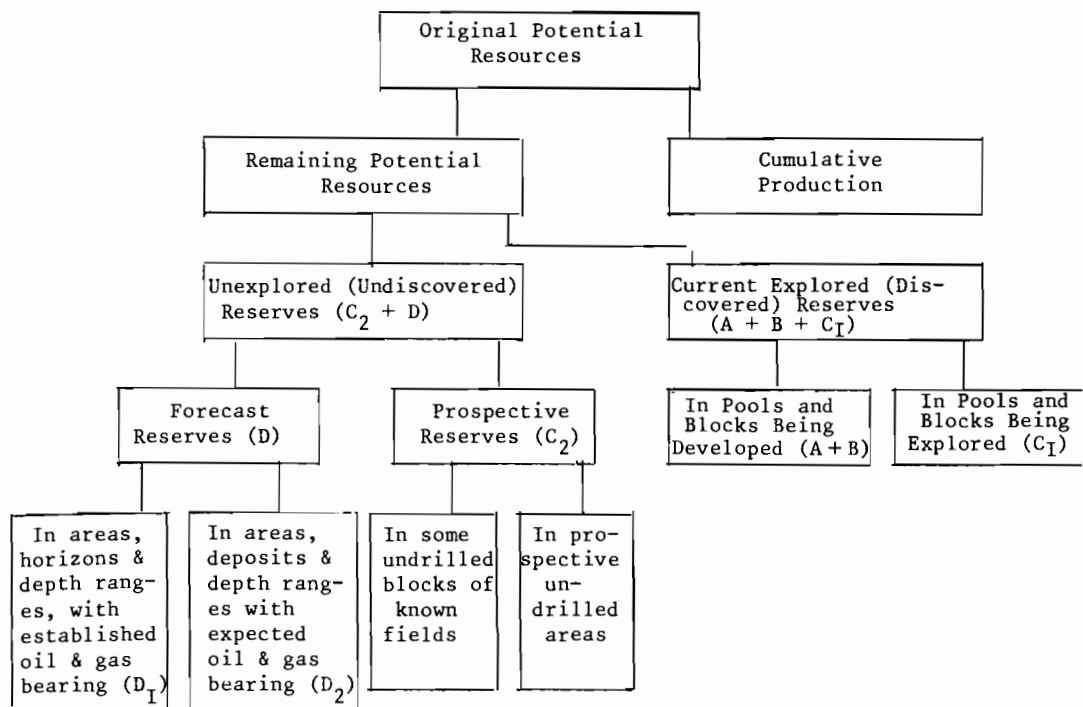 Original Potential
Resources
Remaining Potential
Resources
Cumulative
Production
Unexplored (Undiscovered)
Reserves (C2 + D)
Current Explored (Dis-
covered) Reserves
(A + B + CI)
Forecast
Reserves (D)
Prospective
Reserves (C2)
In Pools and
Blocks Being
Developed (A+B)
In Pools and
Blocks Being
Explored (CI)
In areas,
horizons &
depth rang-
es, with
established
oil & gas
bearing (DI)
In areas,
deposits &
depth rang-
es with
expected
oil & gas
bearing (D2)
In some
undrilled
blocks of
known
fields
In pro-
spective
un-
drilled
areas